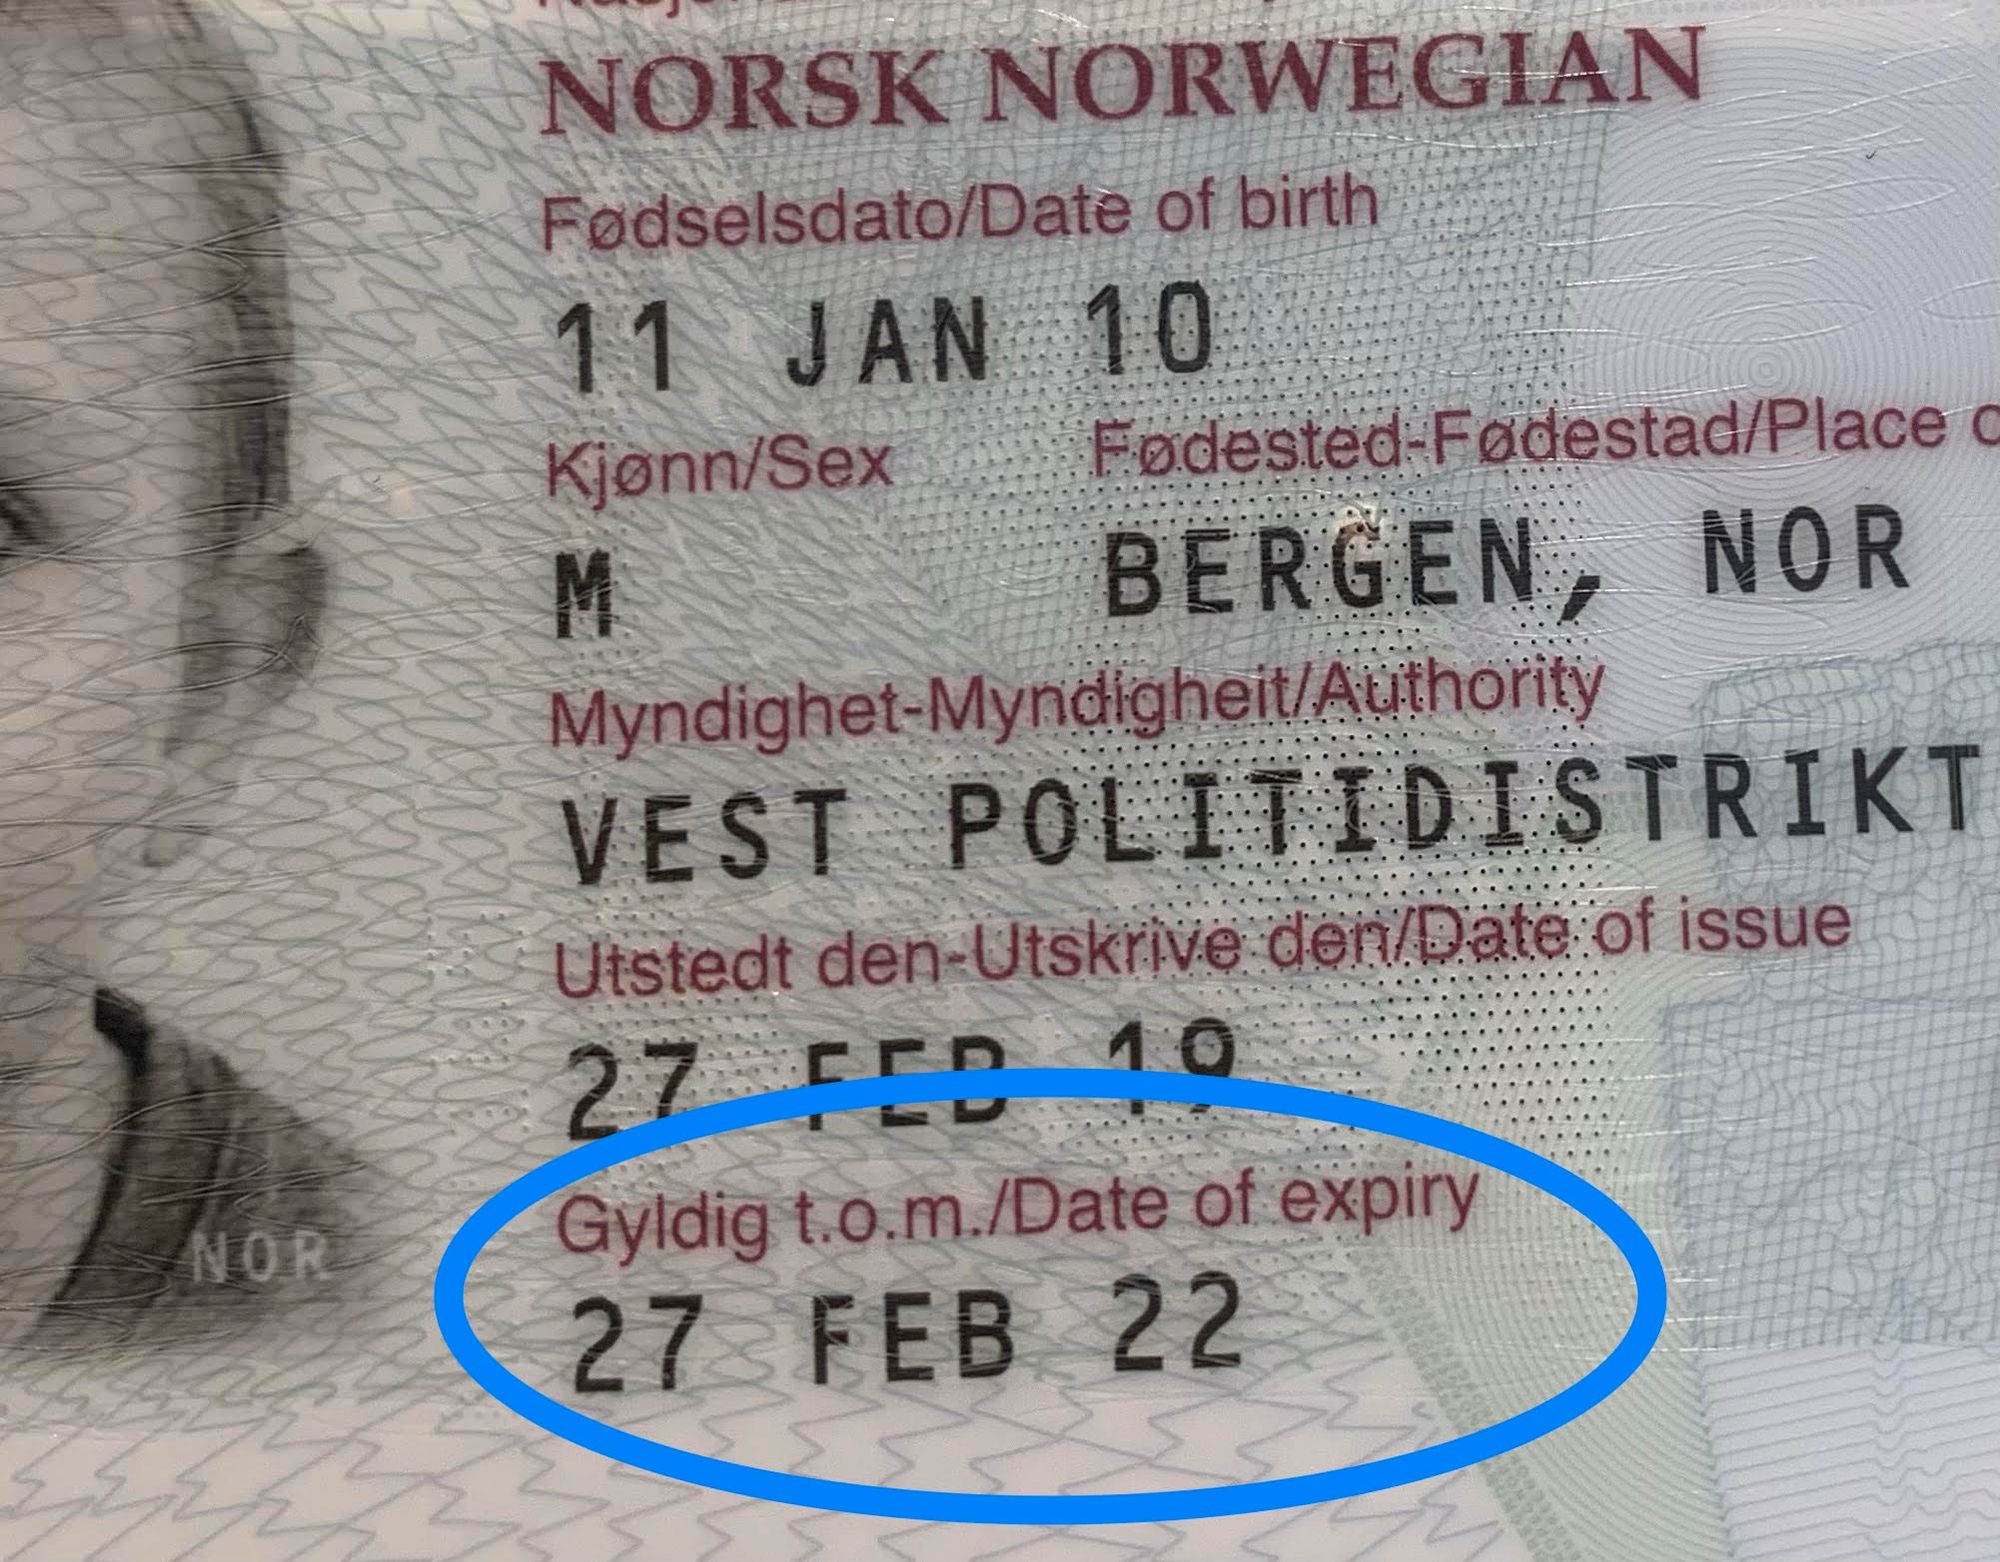 NORSK NORWEGIAN
Fødselsdato/Date of birth
11 JAN 10
Kjønn/Sex Fødested-Fødestad/Place
M BERGEN, NOR
Myndighet-Myndigheit/Authority
VEST POLITIDISTRIKT
Utstedt den-Utskrive den/Date of issue
27 FEB 19
Gyldig t.o.m./Date of expiry
NOR
27 FEB 22